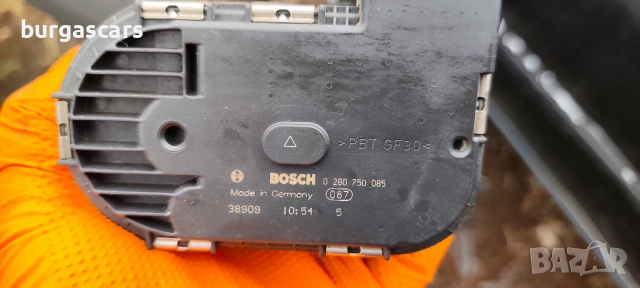 burgascars
>PBT GF30<
BOSCH 0 280 750 085
Made in Germany 087
38909 10:54 5
BAZAR